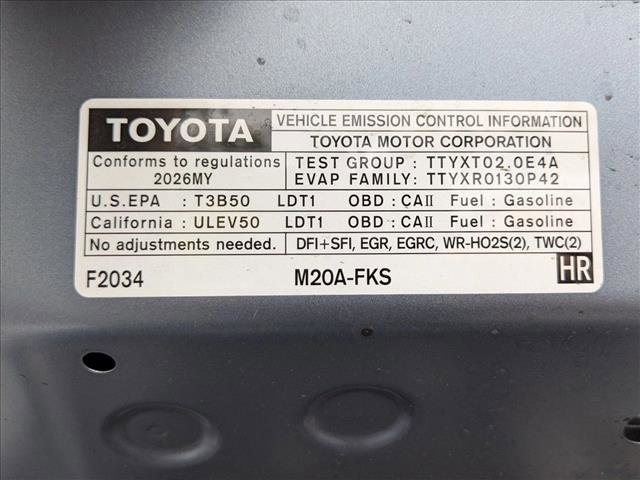 TOYOTA
VEHICLE EMISSION CONTROL INFORMATION
TOYOTA MOTOR CORPORATION
Conforms to regulations
2026MY
TEST GROUP : TTYXT02.0E4A
EVAP FAMILY: TTYXR0130P42
U.S.EPA : T3B50 LDT1 OBD : CAII Fuel : Gasoline
California : ULEV50 LDT1 OBD : CAII Fuel : Gasoline
No adjustments needed. DFI+SFI, EGR, EGRC, WR-HO2S(2), TWC(2)
F2034 M20A-FKS HR